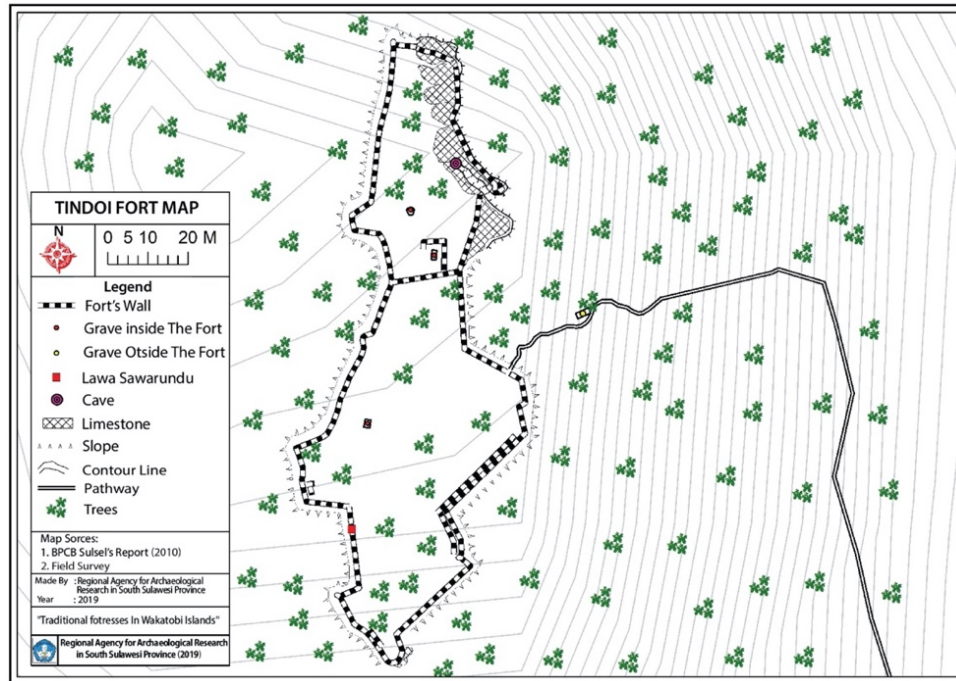 TINDOI FORT MAP
N
0 5 10 20 M
Legend
Fort's Wall
Grave inside The Fort
Grave Otside The Fort
Lawa Sawarundu
Cave
Limestone
Slope
Contour Line
Pathway
Trees
Map Sorces:
1. BPCB Sulsel's Report (2010)
2. Field Survey
Made By : Regional Agency for Archaeological
Research in South Sulawesi Province
Year : 2019
"Traditional fotresses In Wakatobi Islands"
Regional Agency for Archaeological Research
in South Sulawesi Province (2019)